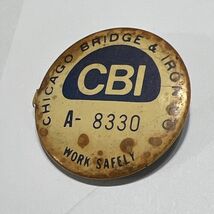 CHICAGO BRIDGE & IRON CO
CBI
A- 8330
WORK SAFELY